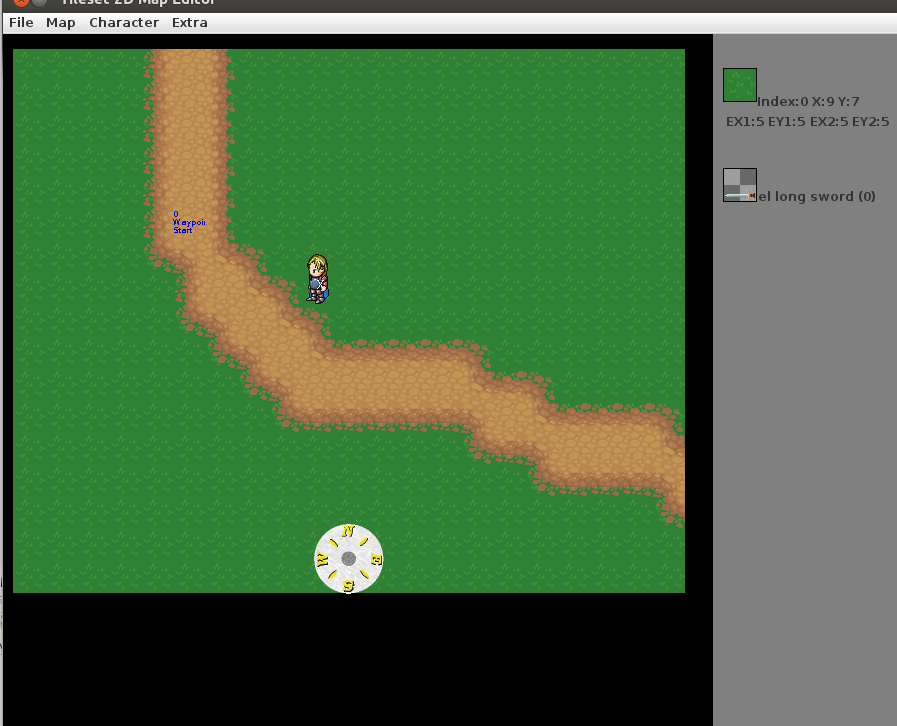 Tileset 2D Map Editor
File Map Character Extra
Index:0 X:9 Y:7
EX1:5 EY1:5 EX2:5 EY2:5
el long sword (0)
0
Waypoin
Start
N
W E
S